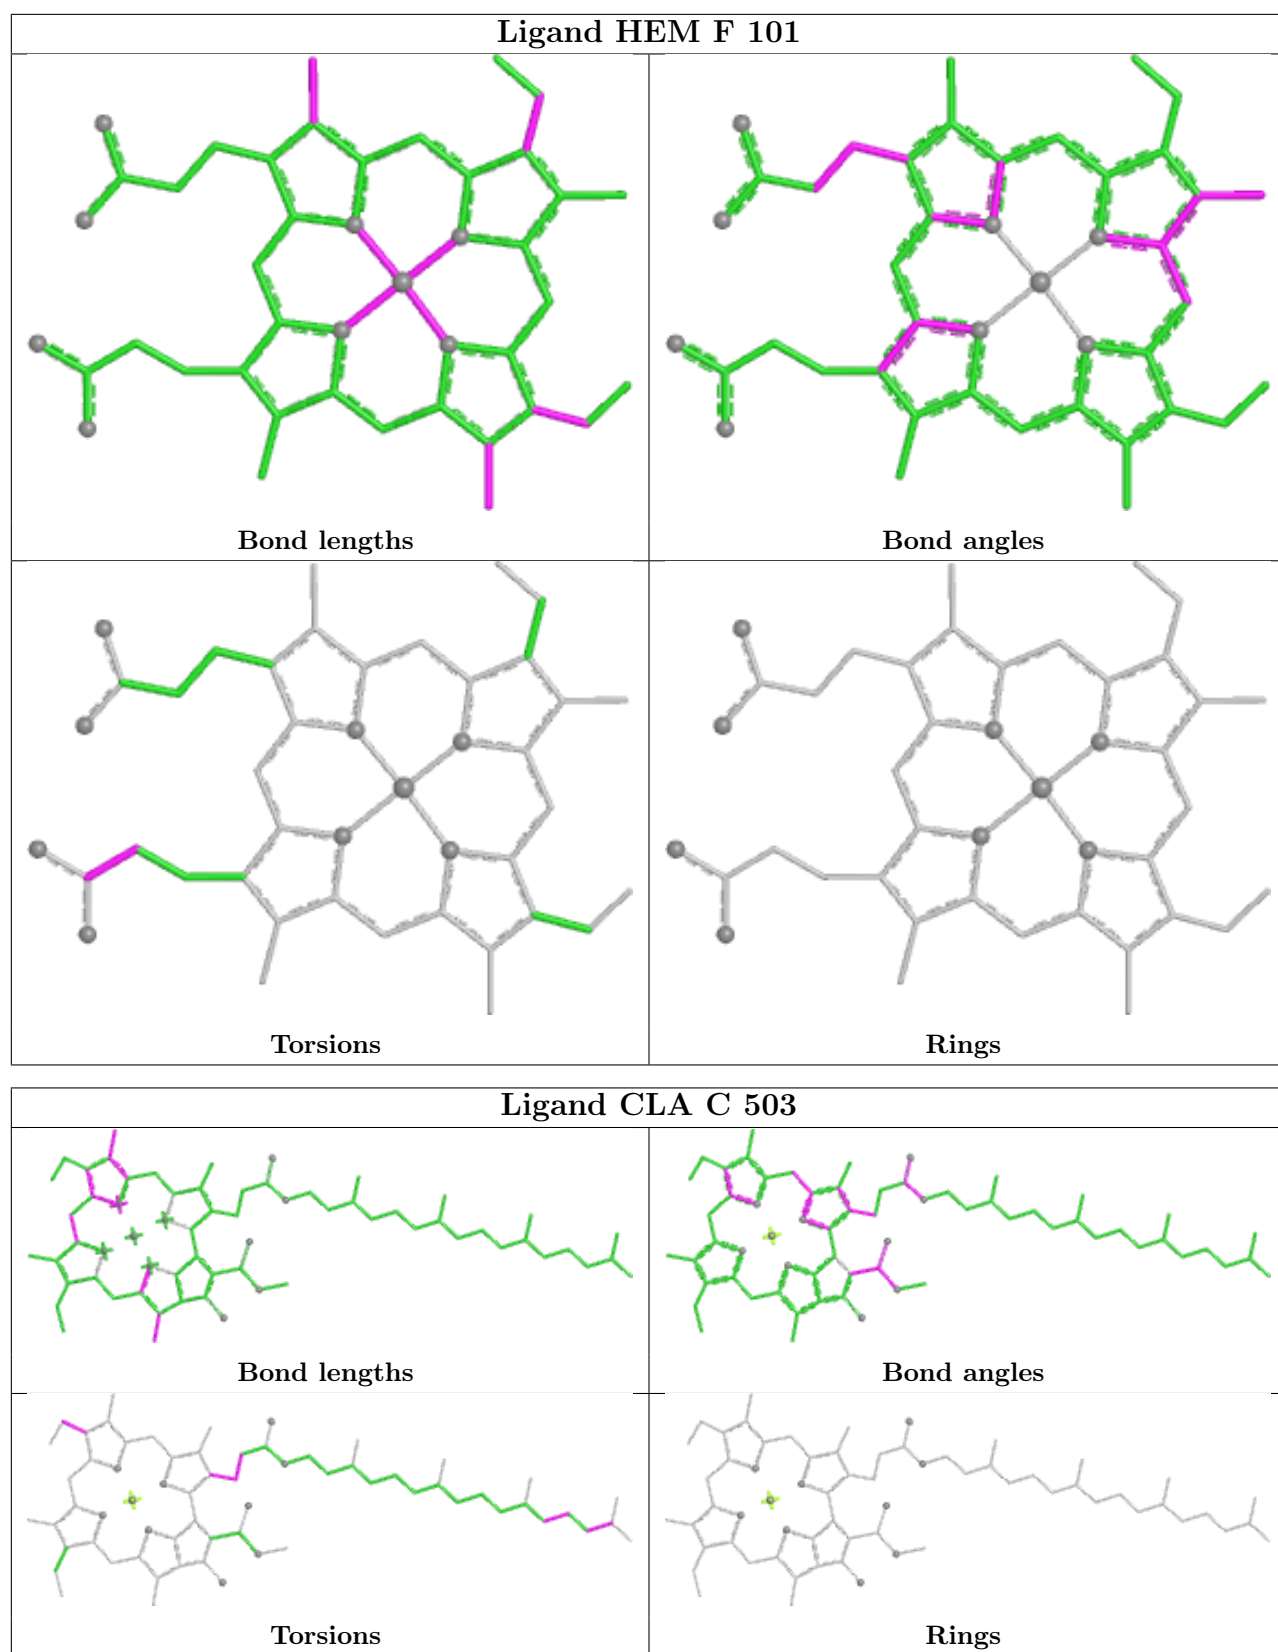 Ligand HEM F 101
Bond lengths
Bond angles
Torsions
Rings
Ligand CLA C 503
Bond lengths
Bond angles
Torsions
Rings